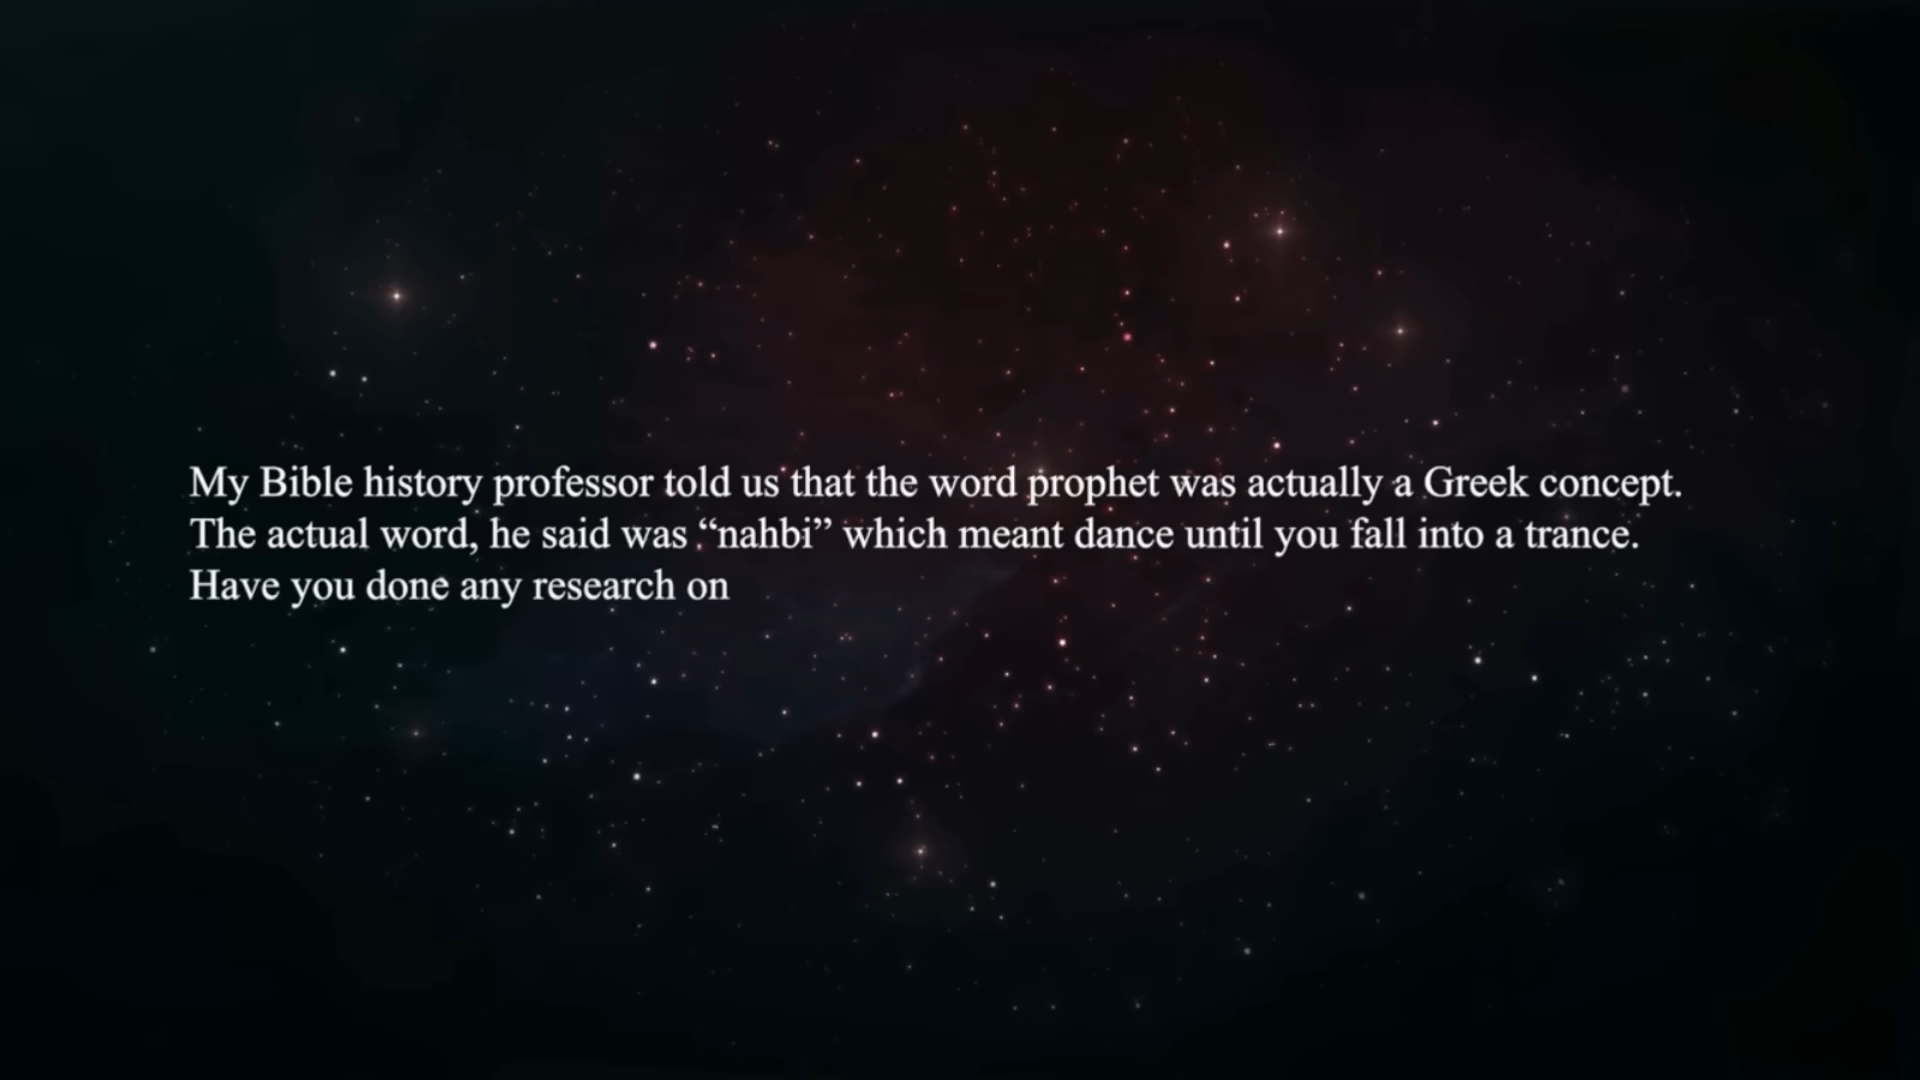 My Bible history professor told us that the word prophet was actually a Greek concept.
The actual word, he said was “nahbi” which meant dance until you fall into a trance.
Have you done any research on